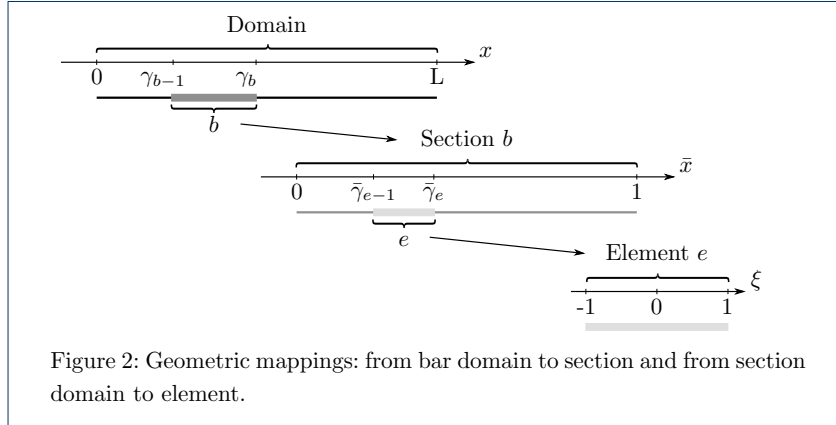 Domain
x
0 γ_{b−1} γ_b L
b
Section b
x̄
0 γ̄_{e−1} γ̄_e 1
e
Element e
ξ
-1 0 1
Figure 2: Geometric mappings: from bar domain to section and from section
domain to element.